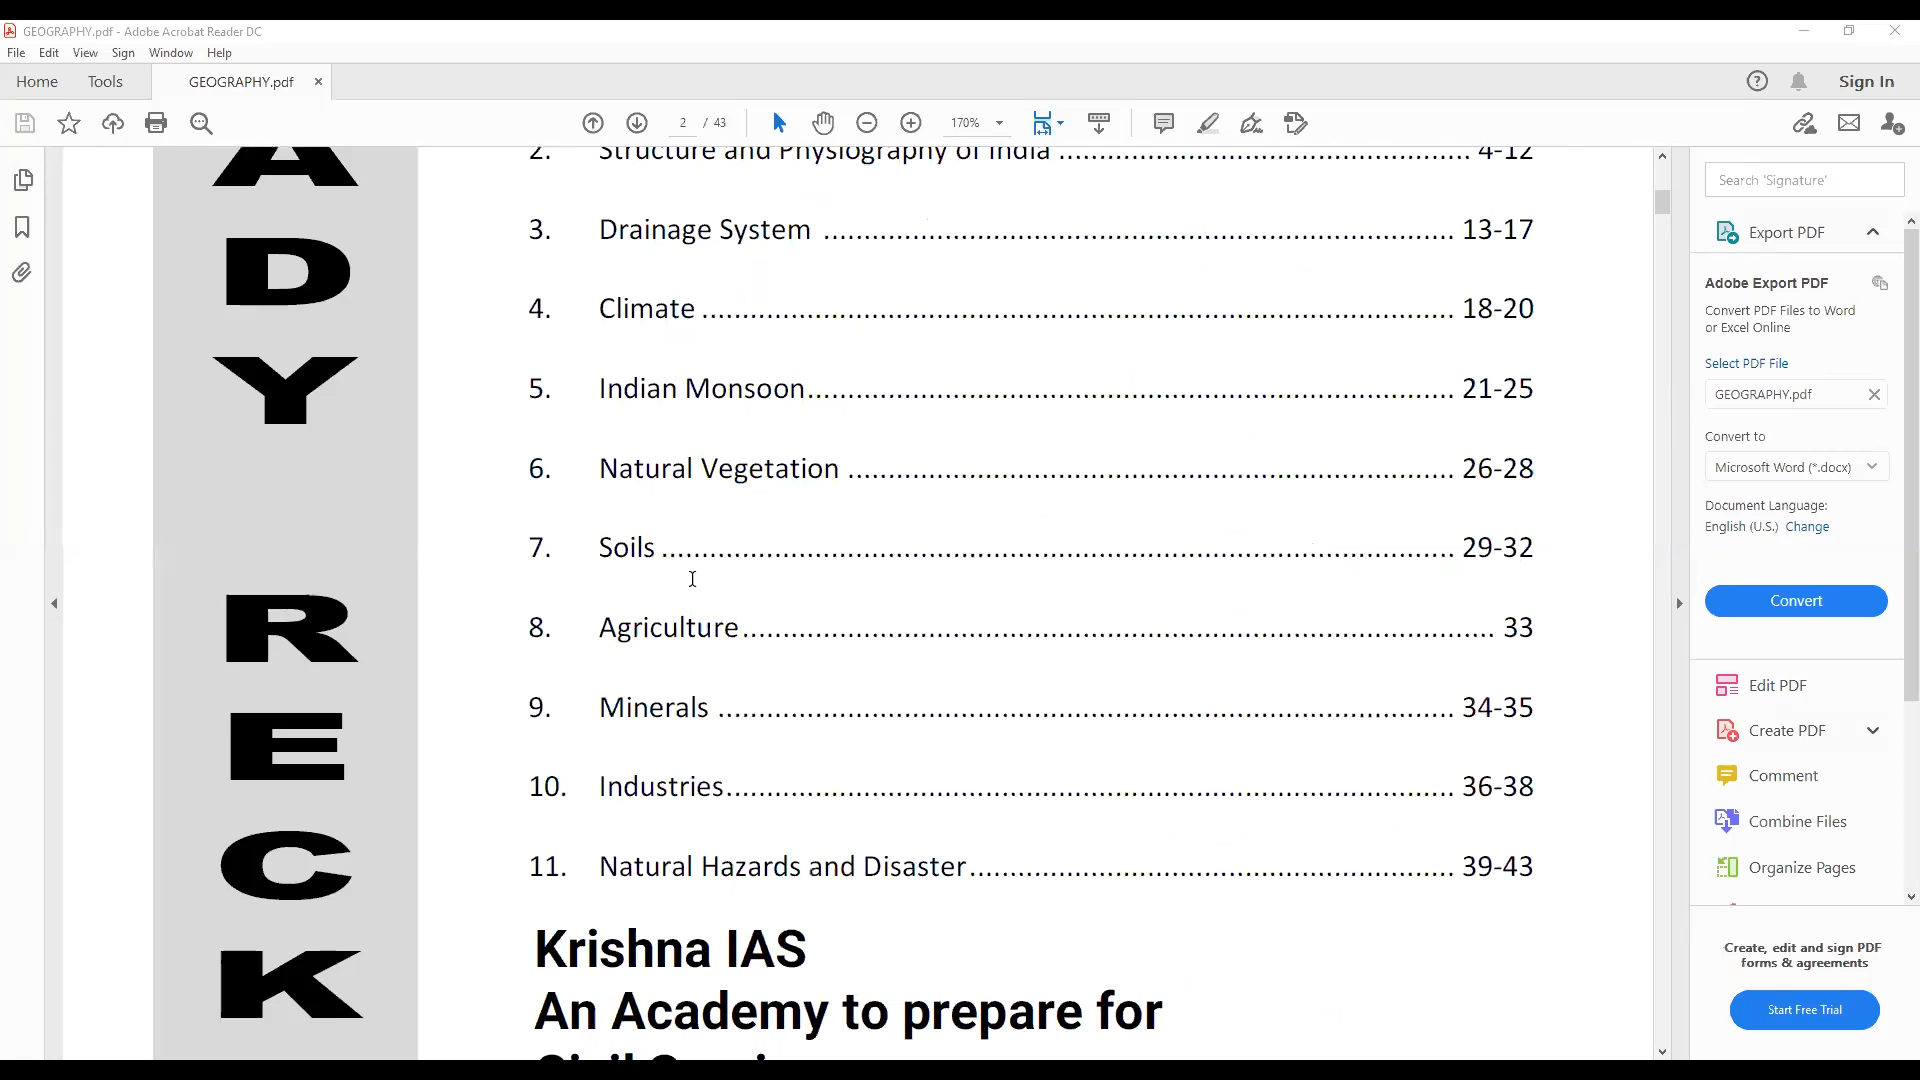 GEOGRAPHY.pdf - Adobe Acrobat Reader DC
File Edit View Sign Window Help
Home Tools GEOGRAPHY.pdf × Sign In
2 / 43 170%
A
D
Y
R
E
C
K
2. Structure and Physiography of India .................................................... 4-12
3. Drainage System ............................................................................... 13-17
4. Climate .............................................................................................. 18-20
5. Indian Monsoon................................................................................. 21-25
6. Natural Vegetation ............................................................................ 26-28
7. Soils ................................................................................................... 29-32
8. Agriculture.............................................................................................. 33
9. Minerals ............................................................................................ 34-35
10. Industries........................................................................................... 36-38
11. Natural Hazards and Disaster............................................................. 39-43
Krishna IAS
An Academy to prepare for
Search 'Signature'
Export PDF
Adobe Export PDF
Convert PDF Files to Word
or Excel Online
Select PDF File
GEOGRAPHY.pdf
Convert to
Microsoft Word (*.docx)
Document Language:
English (U.S.) Change
Convert
Edit PDF
Create PDF
Comment
Combine Files
Organize Pages
Create, edit and sign PDF
forms & agreements
Start Free Trial